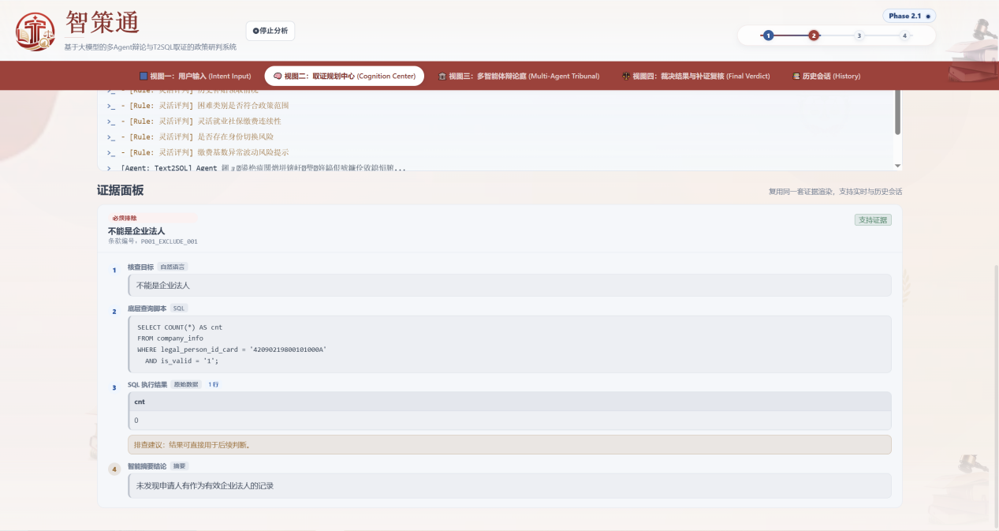 智策通
基于大模型的多Agent辩论与T2SQL取证的政策研判系统
停止分析
Phase 2.1
1 2 3 4
视图一：用户输入 (Intent Input)
视图二：取证规划中心 (Cognition Center)
视图三：多智能体辩论庭 (Multi-Agent Tribunal)
视图四：裁决结果与补证复核 (Final Verdict)
历史会话 (History)
>_ - [Rule: 灵活评判] 历史补贴领取情况
>_ - [Rule: 灵活评判] 困难类别是否符合政策范围
>_ - [Rule: 灵活评判] 灵活就业社保缴费连续性
>_ - [Rule: 灵活评判] 是否存在身份切换风险
>_ - [Rule: 灵活评判] 缴费基数异常波动风险提示
> [Agent: Text2SQL] Agent
证据面板
复用同一套证据渲染，支持实时与历史会话
必须排除
不能是企业法人
条款编号：P001_EXCLUDE_001
支持证据
1
核查目标 自然语言
不能是企业法人
2
底层查询脚本 SQL
SELECT COUNT(*) AS cnt
FROM company_info
WHERE legal_person_id_card = '42090219800101000A'
AND is_valid = '1';
3
SQL 执行结果 原始数据 1 行
cnt
0
排查建议：结果可直接用于后续判断。
4
智能摘要结论 摘要
未发现申请人有作为有效企业法人的记录